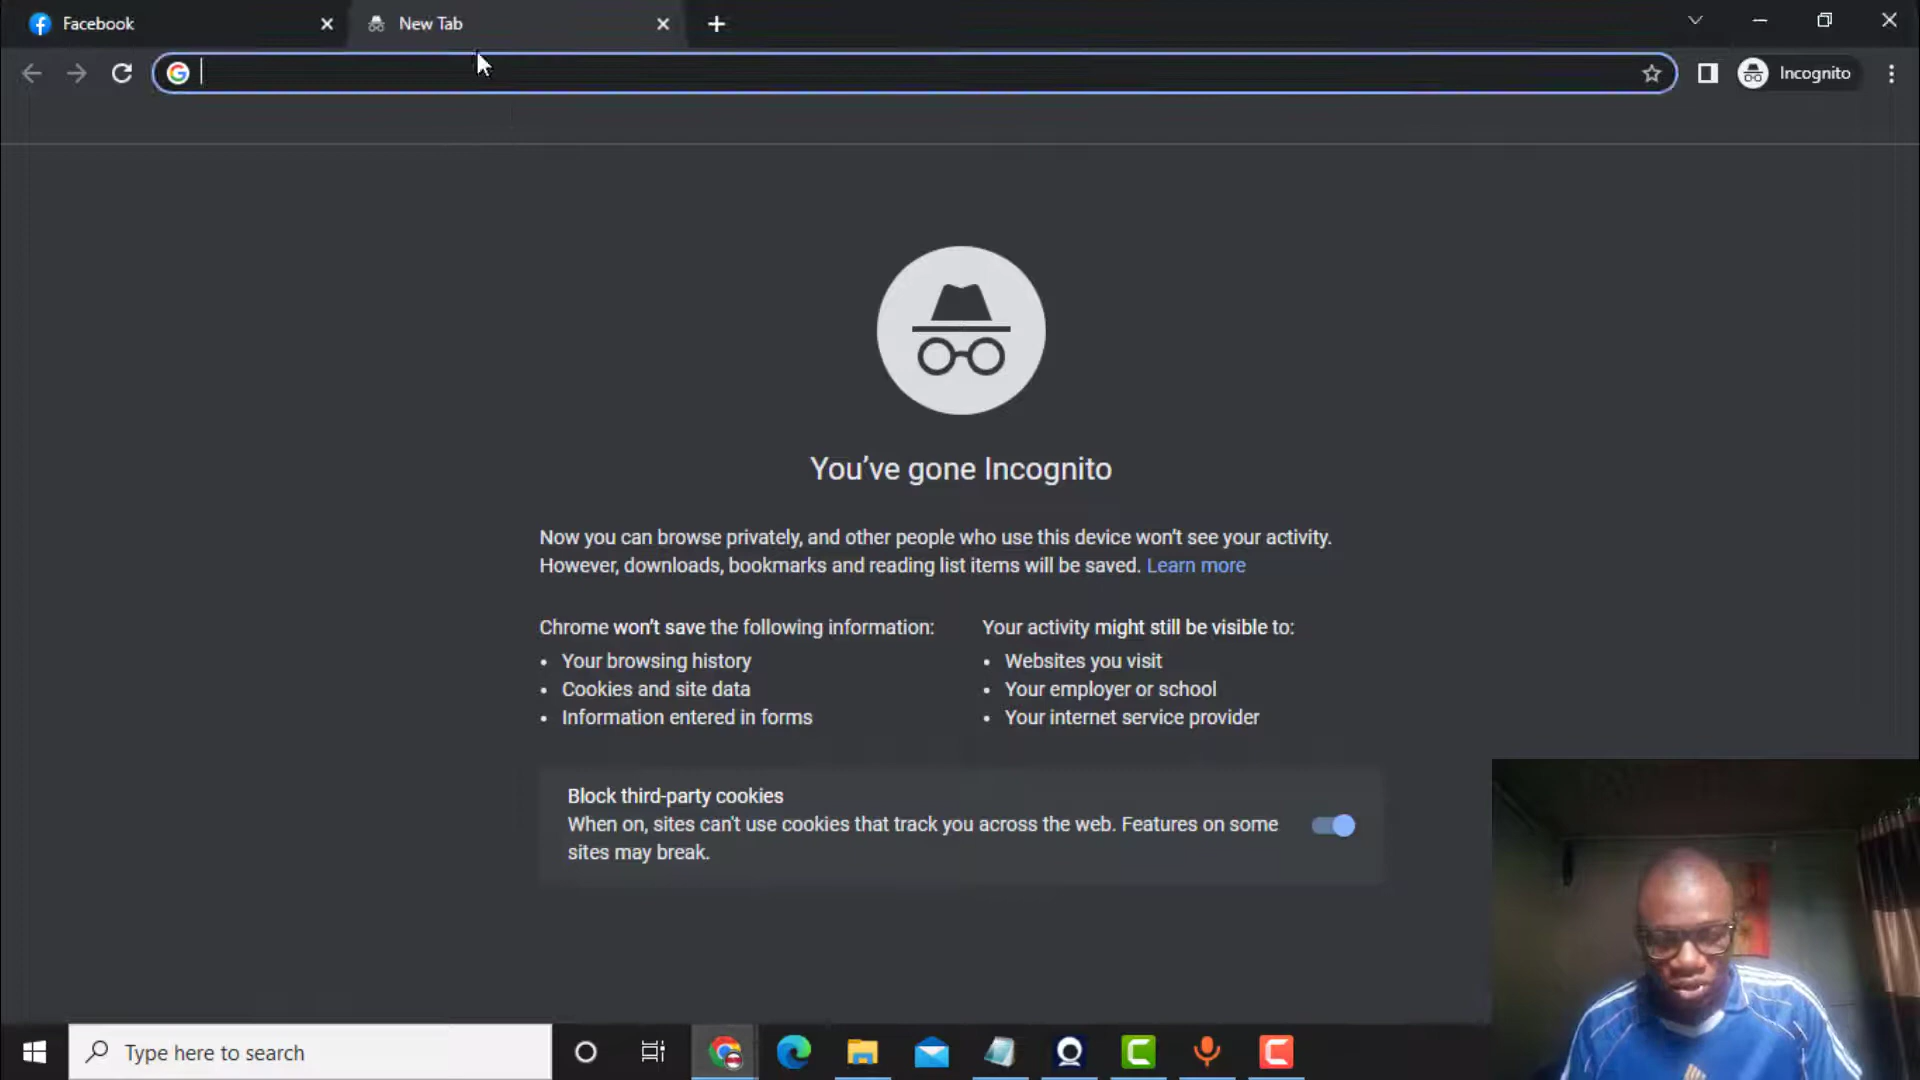 Facebook
New Tab
Incognito
You've gone Incognito
Now you can browse privately, and other people who use this device won't see your activity.
However, downloads, bookmarks and reading list items will be saved. Learn more
Chrome won't save the following information:
• Your browsing history
• Cookies and site data
• Information entered in forms
Your activity might still be visible to:
• Websites you visit
• Your employer or school
• Your internet service provider
Block third-party cookies
When on, sites can't use cookies that track you across the web. Features on some
sites may break.
Type here to search